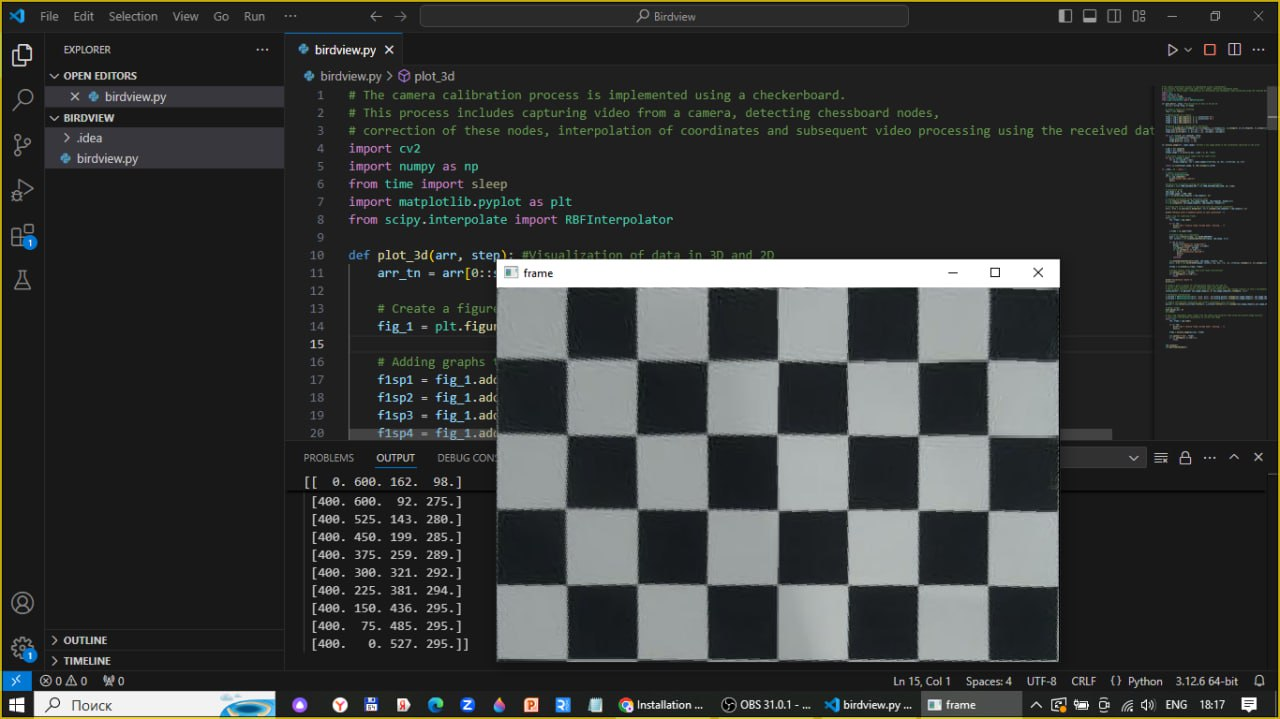 File Edit Selection View Go Run ··· Birdview
EXPLORER ···
OPEN EDITORS
birdview.py
BIRDVIEW
.idea
birdview.py
OUTLINE
TIMELINE
birdview.py
birdview.py > plot_3d
1 # The camera calibration process is implemented using a checkerboard.
2 # This process includes capturing video from a camera, detecting chessboard nodes,
3 # correction of these nodes, interpolation of coordinates and subsequent video processing using the received dat
4 import cv2
5 import numpy as np
6 from time import sleep
7 import matplotlib.pyplot as plt
8 from scipy.interpolate import RBFInterpolator
9
10 def plot_3d(arr, step): #Visualization of data in 3D and 2D
11 arr_tn = arr[0::s
12
13 # Create a figure
14 fig_1 = plt.figur
15
16 # Adding graphs t
17 f1sp1 = fig_1.add
18 f1sp2 = fig_1.add
19 f1sp3 = fig_1.add
20 f1sp4 = fig_1.add
frame
PROBLEMS OUTPUT DEBUG CONS
[[ 0. 600. 162. 98.]
[400. 600. 92. 275.]
[400. 525. 143. 280.]
[400. 450. 199. 285.]
[400. 375. 259. 289.]
[400. 300. 321. 292.]
[400. 225. 381. 294.]
[400. 150. 436. 295.]
[400. 75. 485. 295.]
[400. 0. 527. 295.]]
0 0 0 Ln 15, Col 1 Spaces: 4 UTF-8 CRLF {} Python 3.12.6 64-bit
Поиск Installation ... OBS 31.0.1 - ... birdview.py ... frame ENG 18:17